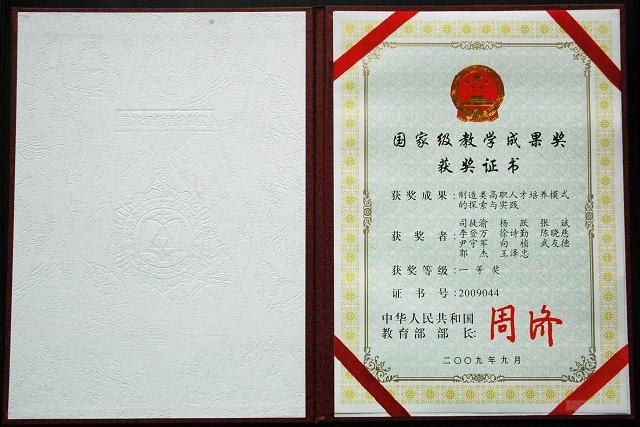 国家级教学成果奖
获奖证书
获奖成果：制造类高职人才培养模式
的探索与实践
司徒渝 杨跃 张斌
获奖者：李登万 徐诗勤 陈晓慈
尹守军 向桢 武友德
郭杰 王泽忠
获奖等级：一等奖
证书号：2009044
中华人民共和国
教育部部长：周济
二〇〇九年九月